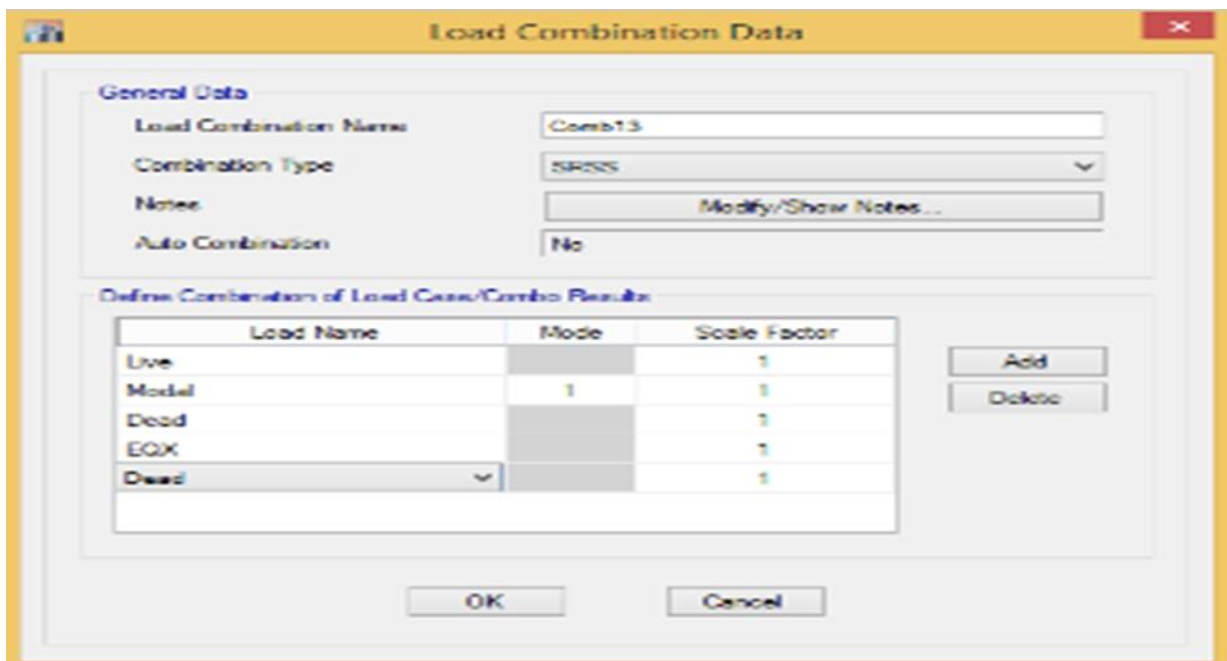 Load Combination Data
General Data
Load Combination Name Comb13
Combination Type SRSS
Notes Modify/Show Notes...
Auto Combination No
Define Combination of Load Case/Combo Results
Load Name Mode Scale Factor
Live 1
Modal 1 1
Dead 1
EQX 1
Dead 1
Add
Delete
OK Cancel